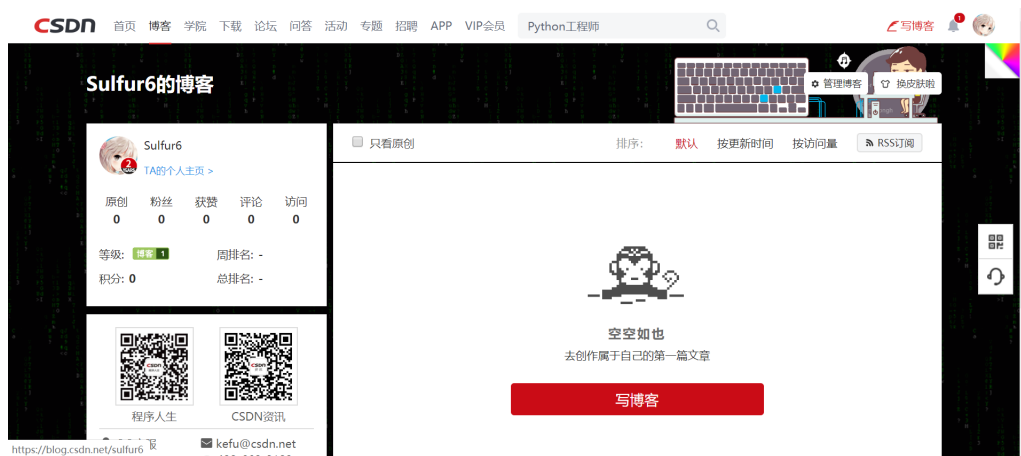 CSDN 首页 博客 学院 下载 论坛 问答 活动 专题 招聘 APP VIP会员 Python工程师 写博客 1
Sulfur6的博客
管理博客 换皮肤啦
Sulfur6
TA的个人主页 >
原创 粉丝 获赞 评论 访问
0 0 0 0 0
等级: 博客 1 周排名: -
积分: 0 总排名: -
程序人生 CSDN资讯
kefu@csdn.net
只看原创 排序: 默认 按更新时间 按访问量 RSS订阅
空空如也
去创作属于自己的第一篇文章
写博客
https://blog.csdn.net/sulfur6